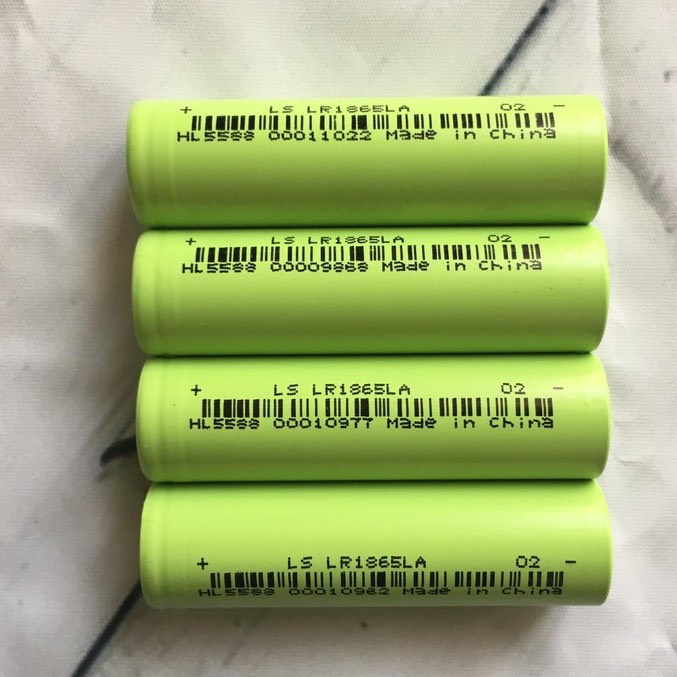 + LS LR1865LA 02 -
HL5588 00011022 Made in China
+ LS LR1865LA 02 -
HL5588 00009868 Made in China
+ LS LR1865LA 02 -
HL5588 00010977 Made in China
+ LS LR1865LA 02 -
HL5588 00010962 Made in China